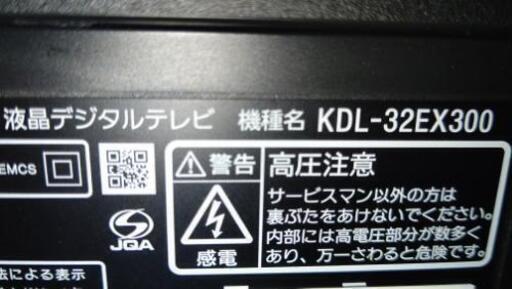 液晶デジタルテレビ 機種名 KDL-32EX300
EMCS
警告
高圧注意
サービスマン以外の方は
裏ぶたをあけないでください。
内部には高電圧部分が数多く
あり、万一さわると危険です。
感電
JQA
法による表示